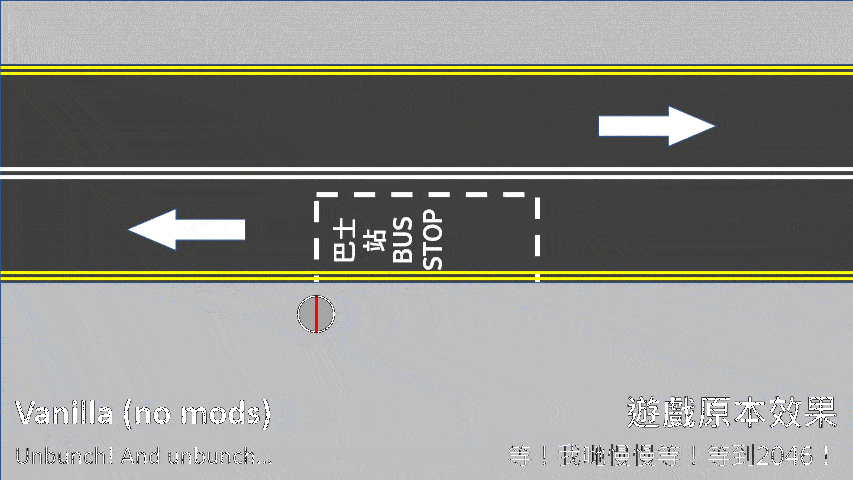 巴士
站
BUS
STOP
Vanilla (no mods)
遊戲原本效果
Unbunch! And unbunch...
等！我哋慢慢等！等到2046！